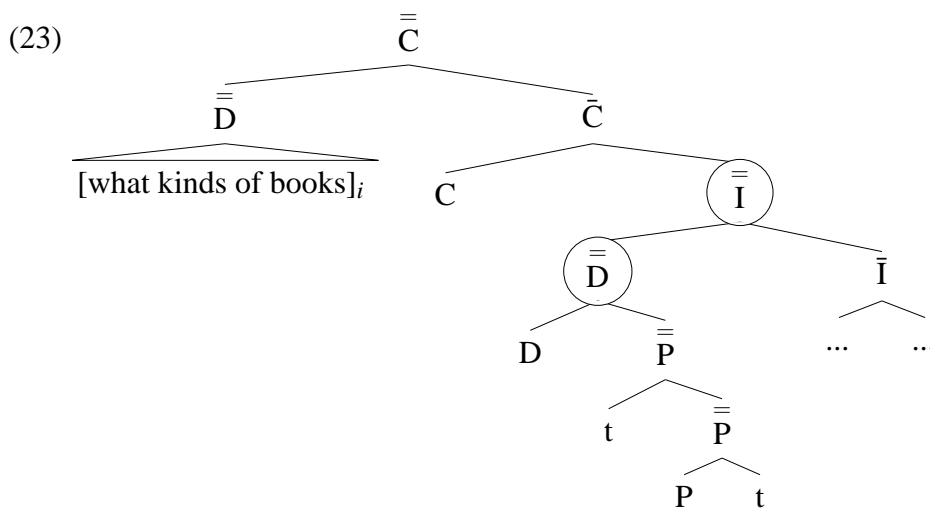 (23)
C̿
D̿ C̄
[what kinds of books]i C I̿
D̿ Ī
D P̿ ... ...
t P̿
P t